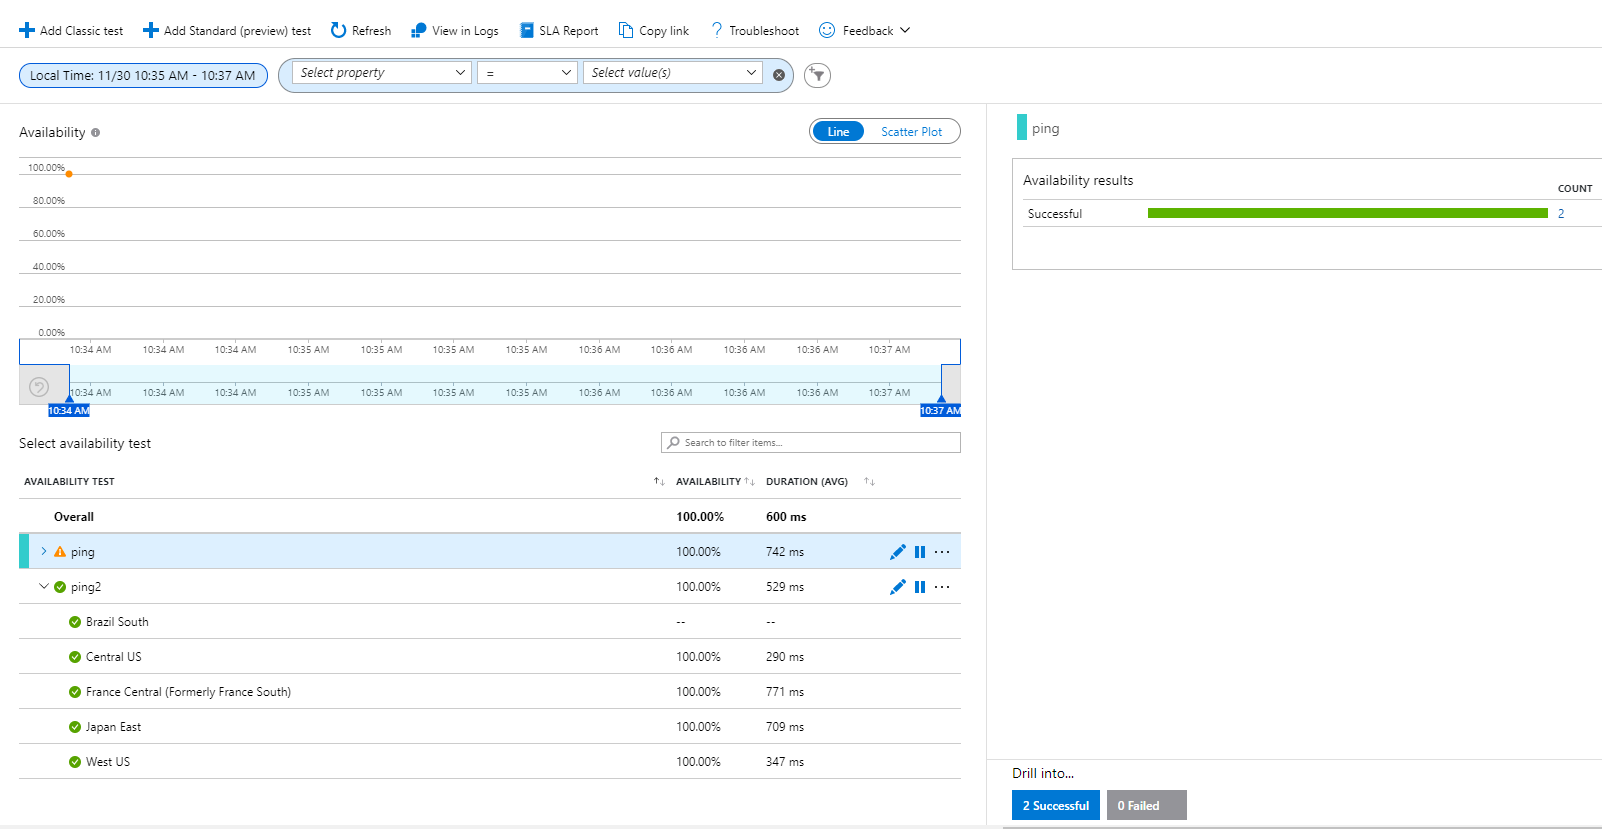 Add Classic test Add Standard (preview) test Refresh View in Logs SLA Report Copy link Troubleshoot Feedback
Local Time: 11/30 10:35 AM - 10:37 AM Select property = Select value(s)
Availability Line Scatter Plot
100.00%
80.00%
60.00%
40.00%
20.00%
0.00%
10:34 AM 10:34 AM 10:34 AM 10:35 AM 10:35 AM 10:35 AM 10:35 AM 10:36 AM 10:36 AM 10:36 AM 10:36 AM 10:37 AM
10:34 AM 10:34 AM 10:34 AM 10:35 AM 10:35 AM 10:35 AM 10:35 AM 10:36 AM 10:36 AM 10:36 AM 10:36 AM 10:37 AM
10:34 AM 10:37 AM
Select availability test Search to filter items...
AVAILABILITY TEST AVAILABILITY DURATION (AVG)
Overall 100.00% 600 ms
ping 100.00% 742 ms
ping2 100.00% 529 ms
Brazil South -- --
Central US 100.00% 290 ms
France Central (Formerly France South) 100.00% 771 ms
Japan East 100.00% 709 ms
West US 100.00% 347 ms
ping
Availability results
COUNT
Successful 2
Drill into...
2 Successful 0 Failed